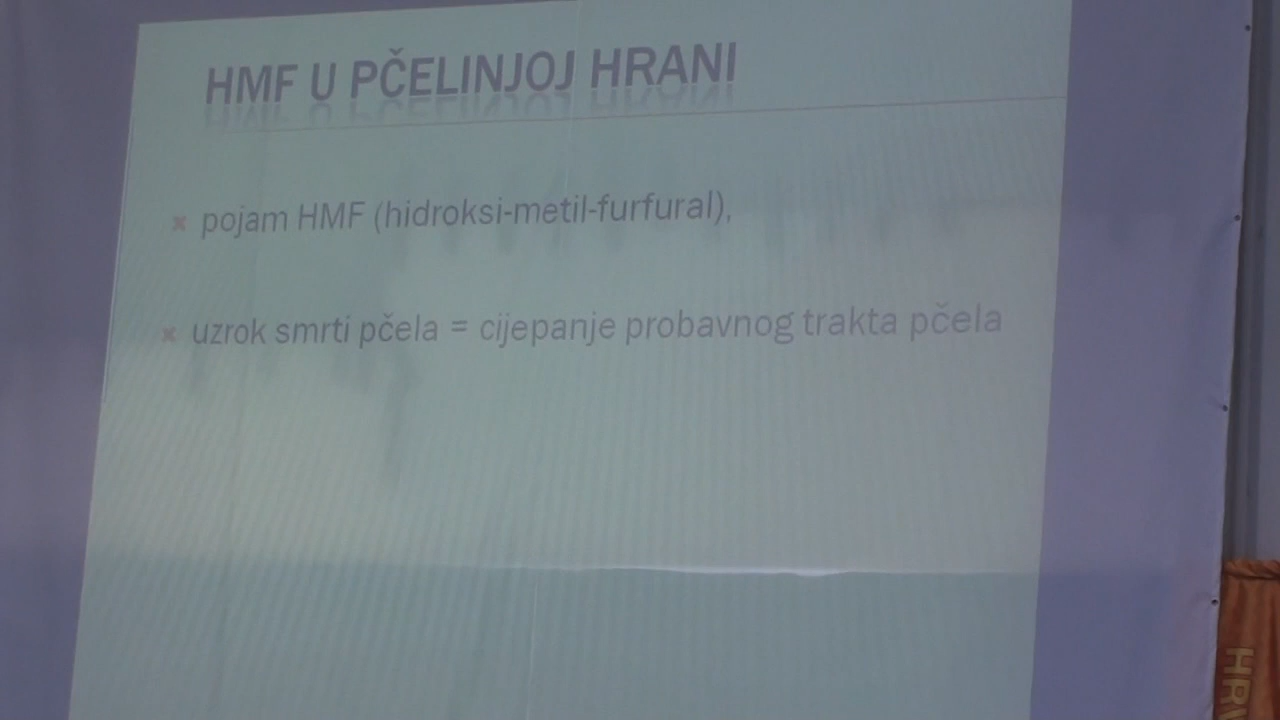 HMF U PČELINJOJ HRANI
pojam HMF (hidroksi-metil-furfural),
uzrok smrti pčela = cijepanje probavnog trakta pčela